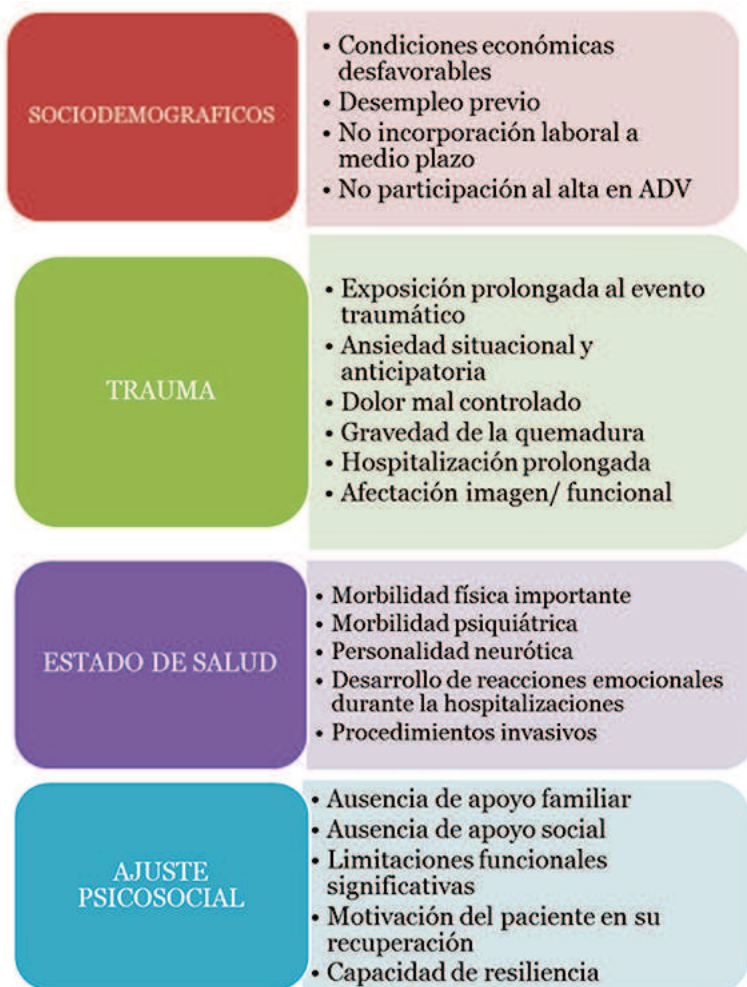 SOCIODEMOGRAFICOS
• Condiciones económicas
desfavorables
• Desempleo previo
• No incorporación laboral a
medio plazo
• No participación al alta en ADV
TRAUMA
• Exposición prolongada al evento
traumático
• Ansiedad situacional y
anticipatoria
• Dolor mal controlado
• Gravedad de la quemadura
• Hospitalización prolongada
• Afectación imagen/ funcional
ESTADO DE SALUD
• Morbilidad física importante
• Morbilidad psiquiátrica
• Personalidad neurótica
• Desarrollo de reacciones emocionales
durante la hospitalizaciones
• Procedimientos invasivos
AJUSTE
PSICOSOCIAL
• Ausencia de apoyo familiar
• Ausencia de apoyo social
• Limitaciones funcionales
significativas
• Motivación del paciente en su
recuperación
• Capacidad de resiliencia